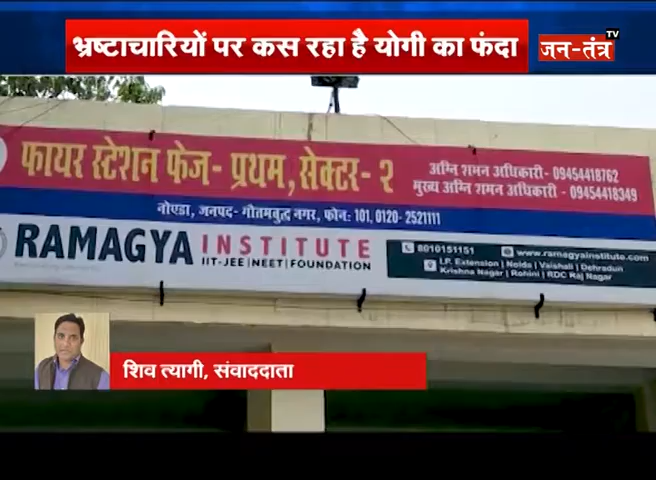 भ्रष्टाचारियों पर कस रहा है योगी का फंदा
जन-तंत्र TV
फायर स्टेशन फेज- प्रथम, सेक्टर- २
अग्नि शमन अधिकारी- 09454418762
मुख्य अग्नि शमन अधिकारी - 09454418349
नोएडा, जनपद- गौतमबुद्ध नगर, फोन: 101, 0120- 2521111
RAMAGYA INSTITUTE
IIT-JEE|NEET|FOUNDATION
8010151151
www.ramagyainstitute.com
I.P. Extension | Noida | Vaishali | Dehradun
Krishna Nagar | Rohini | RDC Raj Nagar
शिव त्यागी, संवाददाता